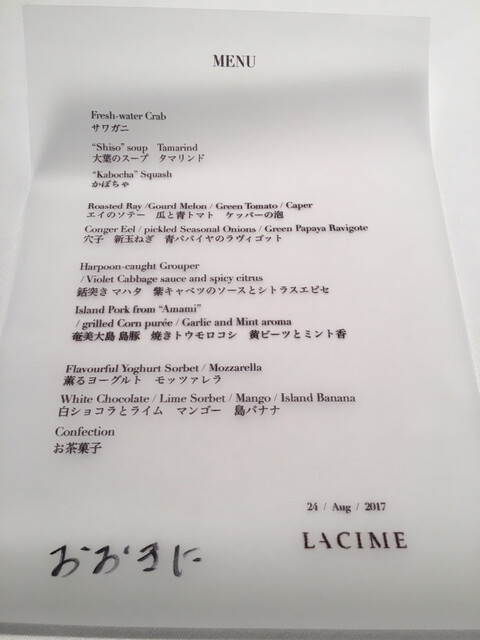 MENU
Fresh-water Crab
サワガニ
“Shiso” soup Tamarind
大葉のスープ タマリンド
“Kabocha” Squash
かぼちゃ
Roasted Ray /Gourd Melon / Green Tomato / Caper
エイのソテー 瓜と青トマト ケッパーの泡
Conger Eel / pickled Seasonal Onions / Green Papaya Ravigote
穴子 新玉ねぎ 青パパイヤのラヴィゴット
Harpoon-caught Grouper
/ Violet Cabbage sauce and spicy citrus
銛突き マハタ 紫キャベツのソースとシトラスエピセ
Island Pork from “Amami”
/ grilled Corn purée / Garlic and Mint aroma
奄美大島 島豚 焼きトウモロコシ 黄ビーツとミント香
Flavourful Yoghurt Sorbet / Mozzarella
薫るヨーグルト モッツァレラ
White Chocolate / Lime Sorbet / Mango / Island Banana
白ショコラとライム マンゴー 島バナナ
Confection
お茶菓子
24 / Aug / 2017
LACIME
おおきに